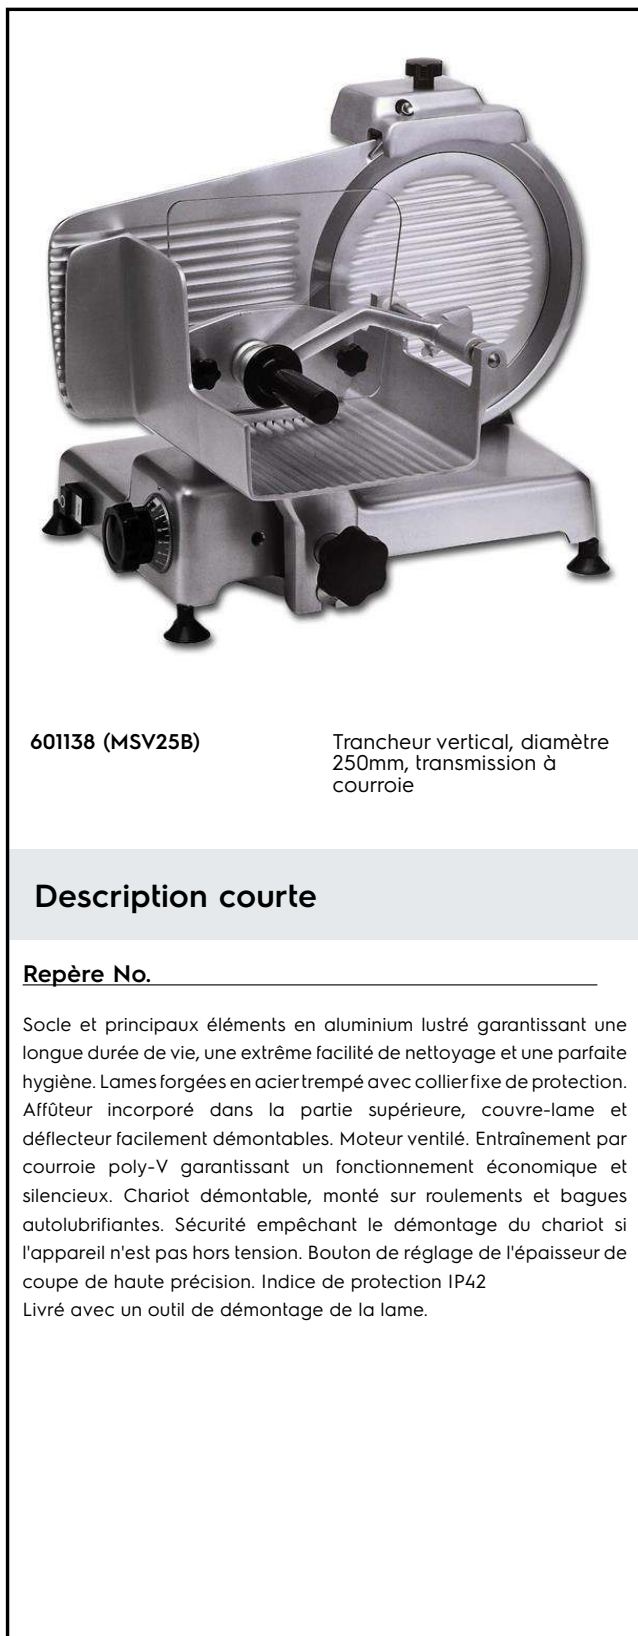 601138 (MSV25B)
Trancheur vertical, diamètre
250mm, transmission à
courroie
Description courte
Repère No.
Socle et principaux éléments en aluminium lustré garantissant une
longue durée de vie, une extrême facilité de nettoyage et une parfaite
hygiène. Lames forgées en acier trempé avec collier fixe de protection.
Affûteur incorporé dans la partie supérieure, couvre-lame et
déflecteur facilement démontables. Moteur ventilé. Entraînement par
courroie poly-V garantissant un fonctionnement économique et
silencieux. Chariot démontable, monté sur roulements et bagues
autolubrifiantes. Sécurité empêchant le démontage du chariot si
l'appareil n'est pas hors tension. Bouton de réglage de l'épaisseur de
coupe de haute précision. Indice de protection IP42
Livré avec un outil de démontage de la lame.